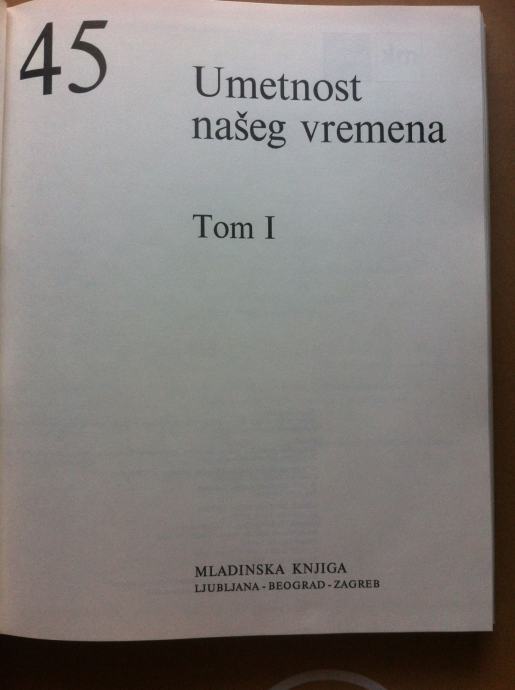 45
Umetnost
našeg vremena
Tom I
MLADINSKA KNJIGA
LJUBLJANA - BEOGRAD - ZAGREB